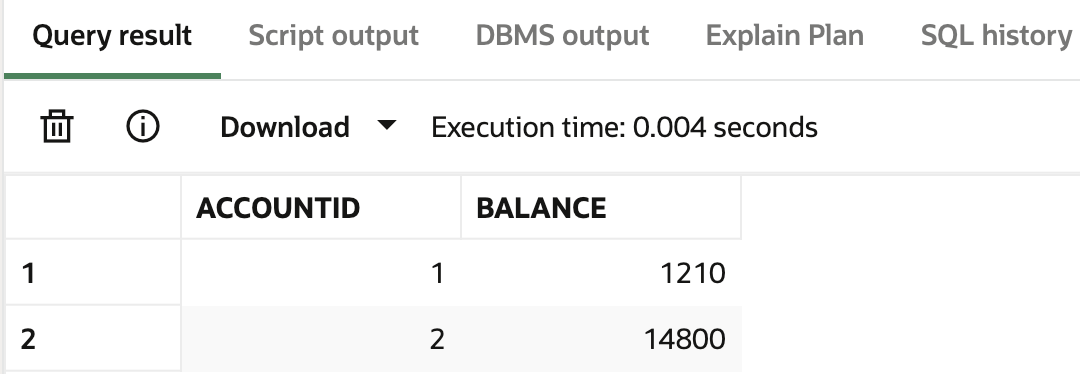 Query result Script output DBMS output Explain Plan SQL history
Download Execution time: 0.004 seconds
ACCOUNTID BALANCE
1 1 1210
2 2 14800